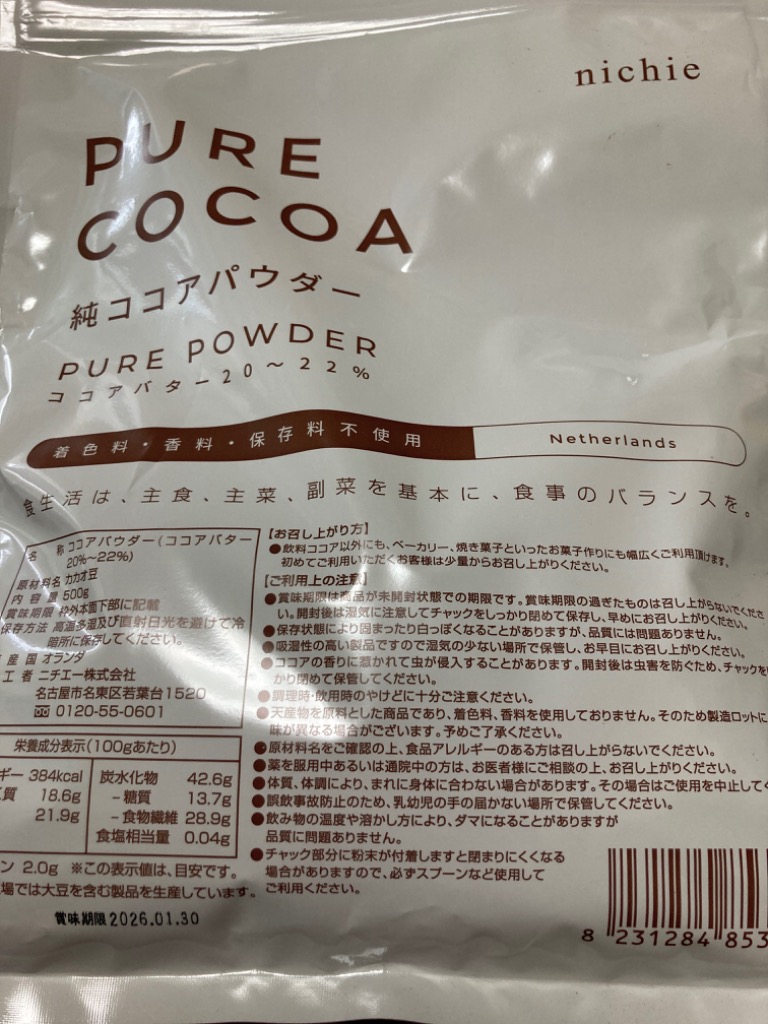 nichie
PURE
COCOA
純ココアパウダー
PURE POWDER
ココアバター20～22%
着色料・香料・保存料不使用
Netherlands
食生活は、主食、主菜、副菜を基本に、食事のバランスを。
名 称 ココアパウダー(ココアバター
20%～22%)
原材料名 カカオ豆
内容量 500g
賞味期限 枠外本面下部に記載
保存方法 高温多湿及び直射日光を避けて冷
暗所に保存してください。
産国 オランダ
工者 ニチエー株式会社
名古屋市名東区若葉台1520
0120-55-0601
栄養成分表示(100gあたり)
ギー 384kcal
質 18.6g
21.9g
炭水化物 42.6g
-糖質 13.7g
-食物繊維 28.9g
食塩相当量 0.04g
ン 2.0g ※この表示値は、目安です。
場では大豆を含む製品を生産しています。
賞味期限2026.01.30
【お召し上がり方】
●飲料ココア以外にも、ベーカリー、焼き菓子といったお菓子作りにも幅広くご利用頂けます。
初めてご利用いただくお客様は少量からお召し上がりください。
【ご利用上の注意】
●賞味期限は商品が未開封状態での期限です。賞味期限の過ぎたものは召し上がらないでくださ
い。開封後は湿気に注意してチャックをしっかり閉めて保存し、早めにお召し上がりください。
●保存状態により固まったり白っぽくなることがありますが、品質には問題ありません。
●吸湿性の高い製品ですので湿気の少ない場所で保管し、お早目にお召し上がりください。
●ココアの香りに惹かれて虫が侵入することがあります。開封後は虫害を防ぐため、チャックを
かり閉めて保管してください。
●調理時・飲用時のやけどに十分ご注意ください。
●天産物を原料とした商品であり、着色料、香料を使用しておりません。そのため製造ロットに
味が異なる場合がございます。予めご了承ください。
●原材料名をご確認の上、食品アレルギーのある方は召し上がらないでください。
●薬を服用中あるいは通院中の方は、お医者様にご相談の上、お召し上がりください。
●体質、体調により、まれに身体に合わない場合があります。その場合はご使用を中止して
●誤飲事故防止のため、乳幼児の手の届かない場所で保管してください。
●飲み物の温度や溶かし方により、ダマになることがありますが
品質に問題ありません。
●チャック部分に粉末が付着しますと閉まりにくくなる
場合がありますので、必ずスプーンなど使用して
ご利用ください。
8 231284 853